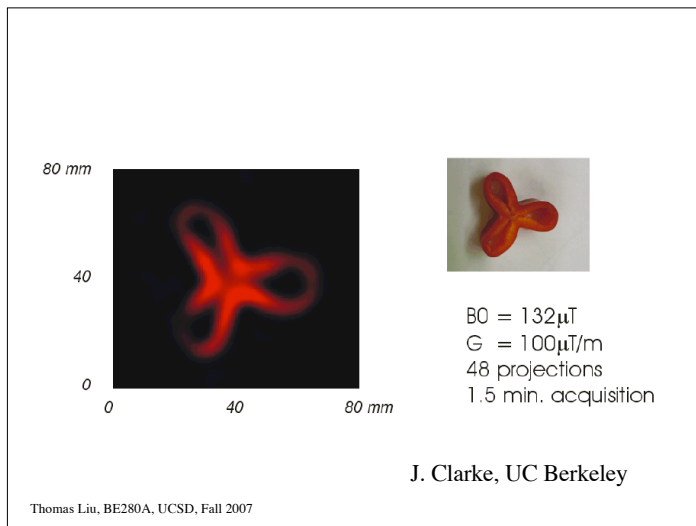 80 mm
40
0
0
40
80 mm
B0 = 132μT
G = 100μT/m
48 projections
1.5 min. acquisition
J. Clarke, UC Berkeley
Thomas Liu, BE280A, UCSD, Fall 2007